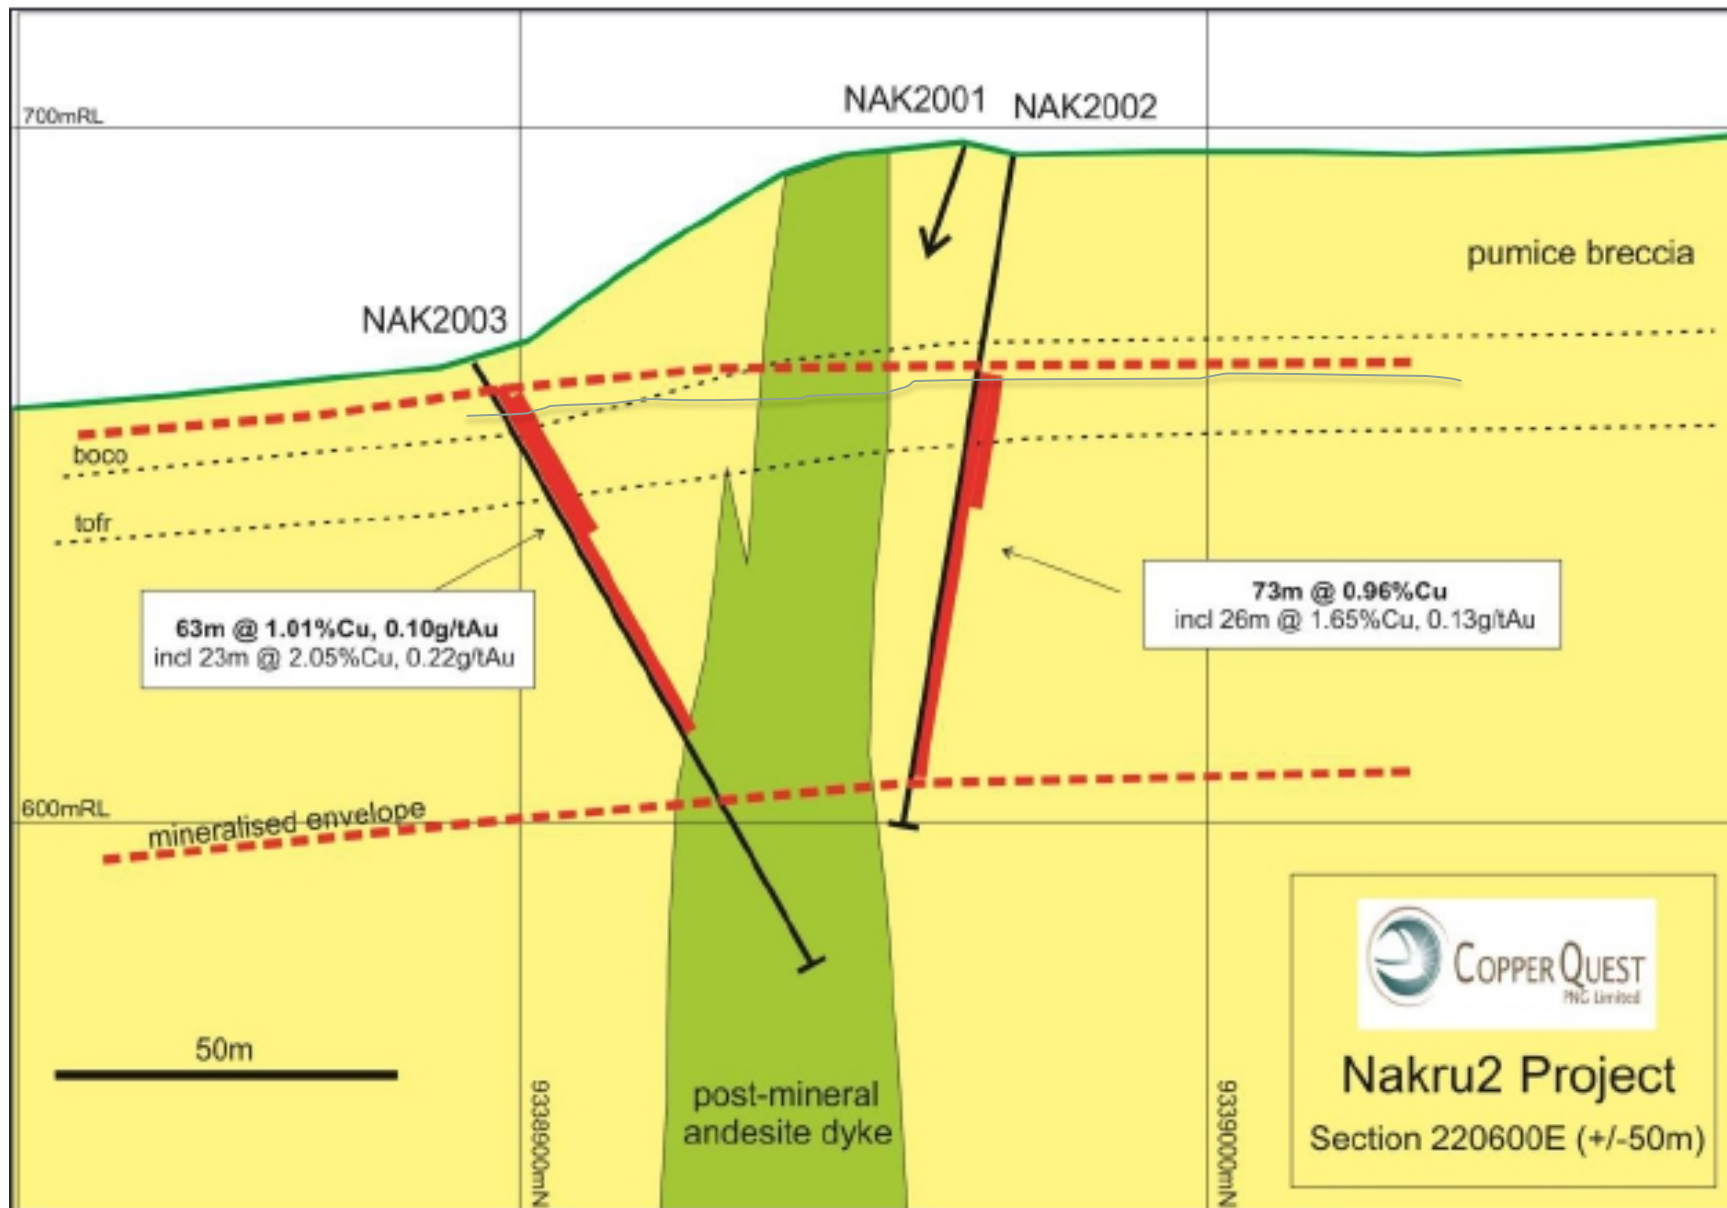 NAK2001
NAK2002
700mRL
pumice breccia
NAK2003
boco
tofr
63m @ 1.01%Cu, 0.10g/tAu
incl 23m @ 2.05%Cu, 0.22g/tAu
73m @ 0.96%Cu
incl 26m @ 1.65%Cu, 0.13g/tAu
600mRL
mineralised envelope
50m
post-mineral
andesite dyke
9338900mN
9339000mN
COPPER QUEST
PNG Limited
Nakru2 Project
Section 220600E (+/-50m)